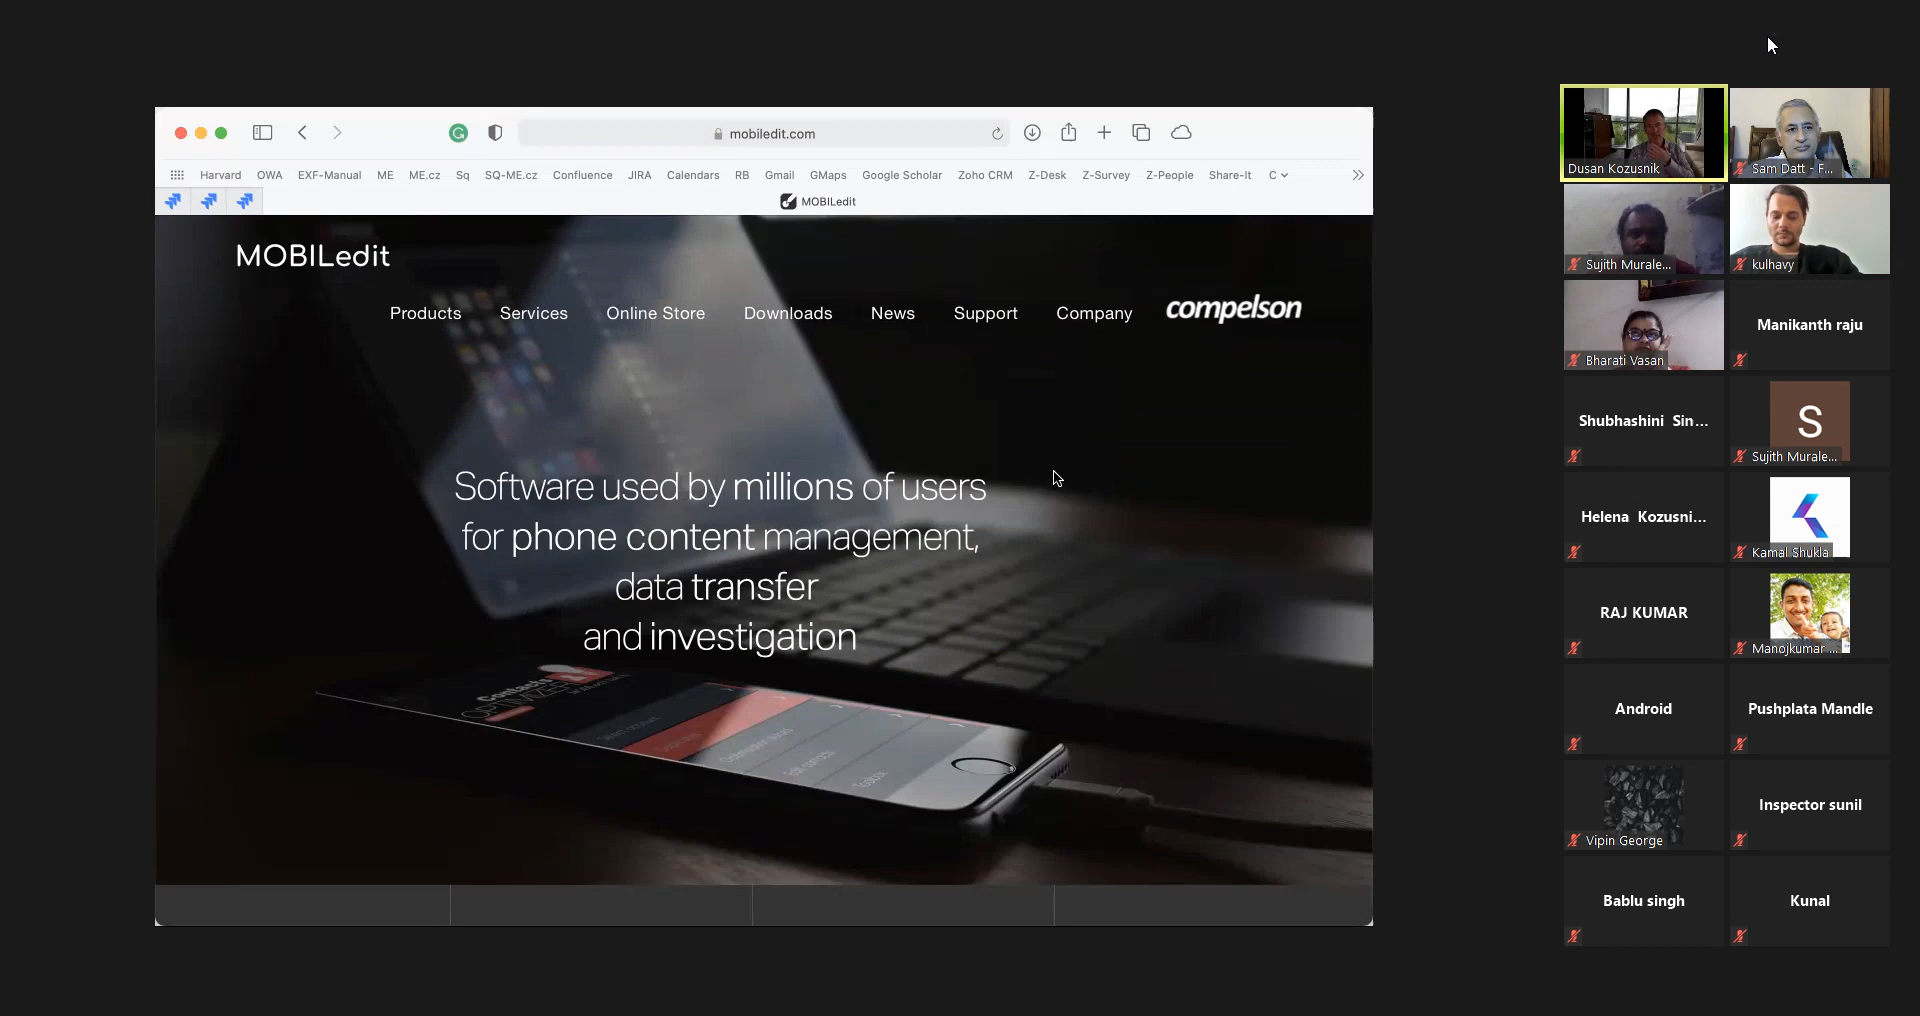 mobiledit.com
Harvard OWA EXF-Manual ME ME.cz Sq SQ-ME.cz Confluence JIRA Calendars RB Gmail GMaps Google Scholar Zoho CRM Z-Desk Z-Survey Z-People Share-It C
MOBILedit
MOBILedit
Products Services Online Store Downloads News Support Company compelson
Software used by millions of users
for phone content management,
data transfer
and investigation
Contacts
OPTIMIZER
Dusan Kozusnik
Sam Datt - F...
Sujith Murale...
kulhavy
Bharati Vasan
Manikanth raju
Shubhashini Sin...
S
Sujith Murale...
Helena Kozusni...
Kamal Shukla
RAJ KUMAR
Manojkumar ...
Android
Pushplata Mandle
Vipin George
Inspector sunil
Bablu singh
Kunal